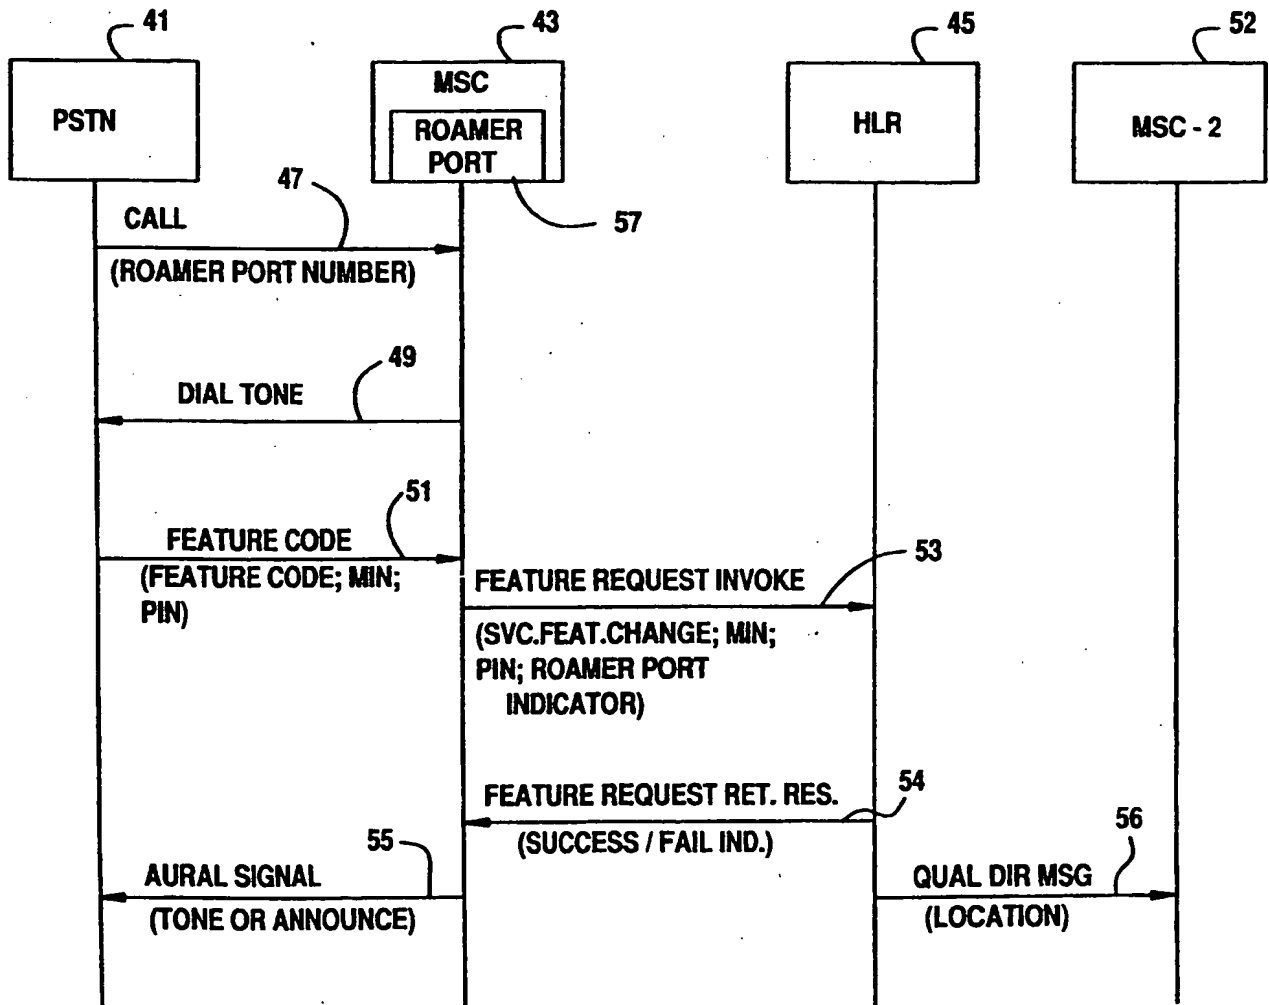 41
43
45
52
PSTN
MSC
ROAMER
PORT
HLR
MSC - 2
47
57
CALL
(ROAMER PORT NUMBER)
49
DIAL TONE
51
FEATURE CODE
(FEATURE CODE; MIN;
PIN)
53
FEATURE REQUEST INVOKE
(SVC.FEAT.CHANGE; MIN;
PIN; ROAMER PORT
INDICATOR)
54
FEATURE REQUEST RET. RES.
(SUCCESS / FAIL IND.)
55
AURAL SIGNAL
(TONE OR ANNOUNCE)
56
QUAL DIR MSG
(LOCATION)